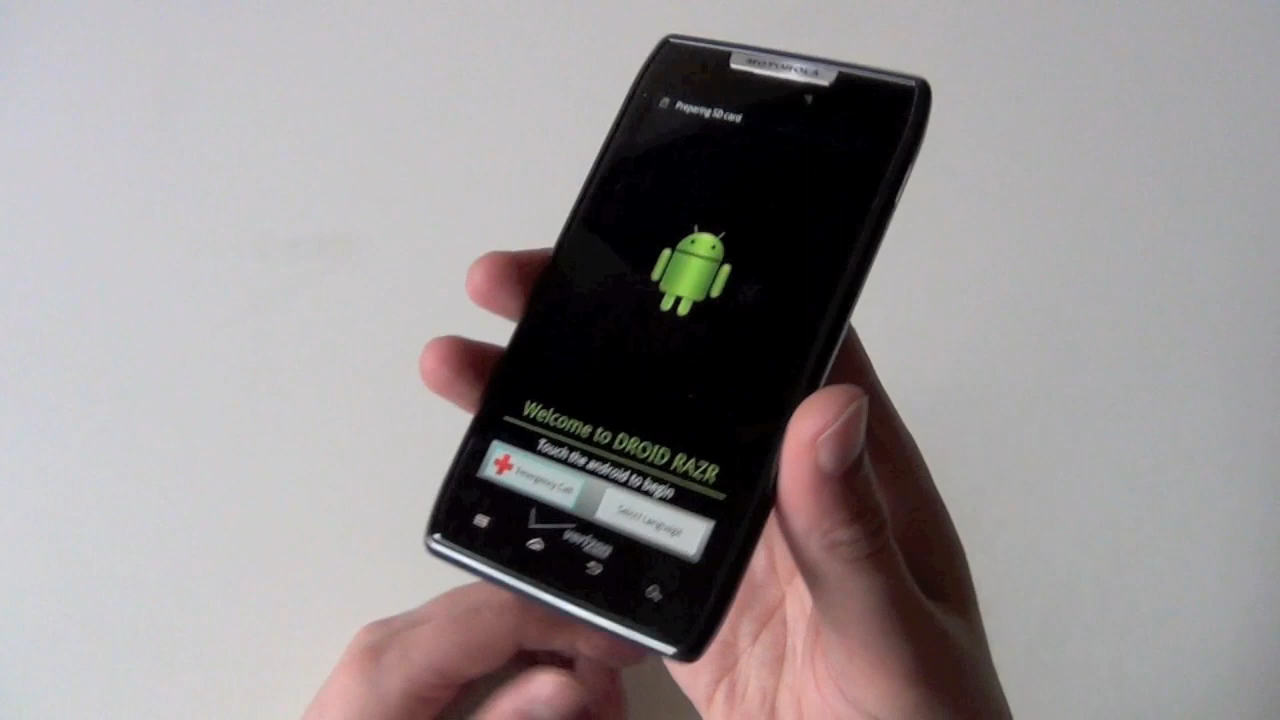 MOTOROLA
Preparing SD card
Welcome to DROID RAZR
Touch the android to begin
Emergency Call
Select Language
verizon